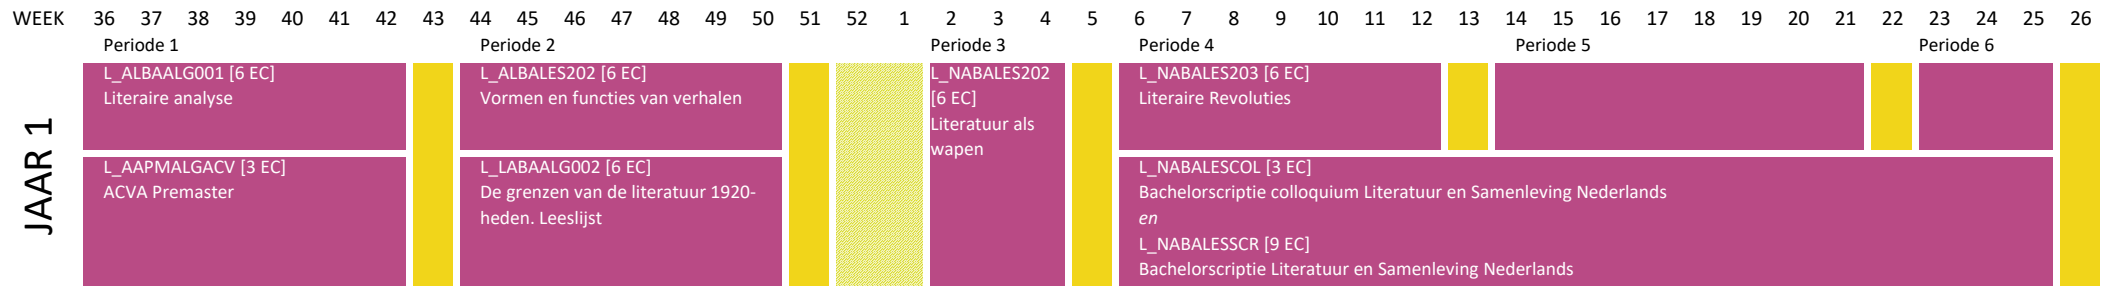 WEEK 36 37 38 39 40 41 42 43 44 45 46 47 48 49 50 51 52 1 2 3 4 5 6 7 8 9 10 11 12 13 14 15 16 17 18 19 20 21 22 23 24 25 26
Periode 1 Periode 2 Periode 3 Periode 4 Periode 5 Periode 6
JAAR 1
L_ALBAALG001 [6 EC]
Literaire analyse
L_AAPMALGACV [3 EC]
ACVA Premaster
L_ALBALES202 [6 EC]
Vormen en functies van verhalen
L_LABAALG002 [6 EC]
De grenzen van de literatuur 1920-
heden. Leeslijst
L_NABALES202
[6 EC]
Literatuur als
wapen
L_NABALES203 [6 EC]
Literaire Revoluties
L_NABALESCOL [3 EC]
Bachelorscriptie colloquium Literatuur en Samenleving Nederlands
en
L_NABALESSCR [9 EC]
Bachelorscriptie Literatuur en Samenleving Nederlands